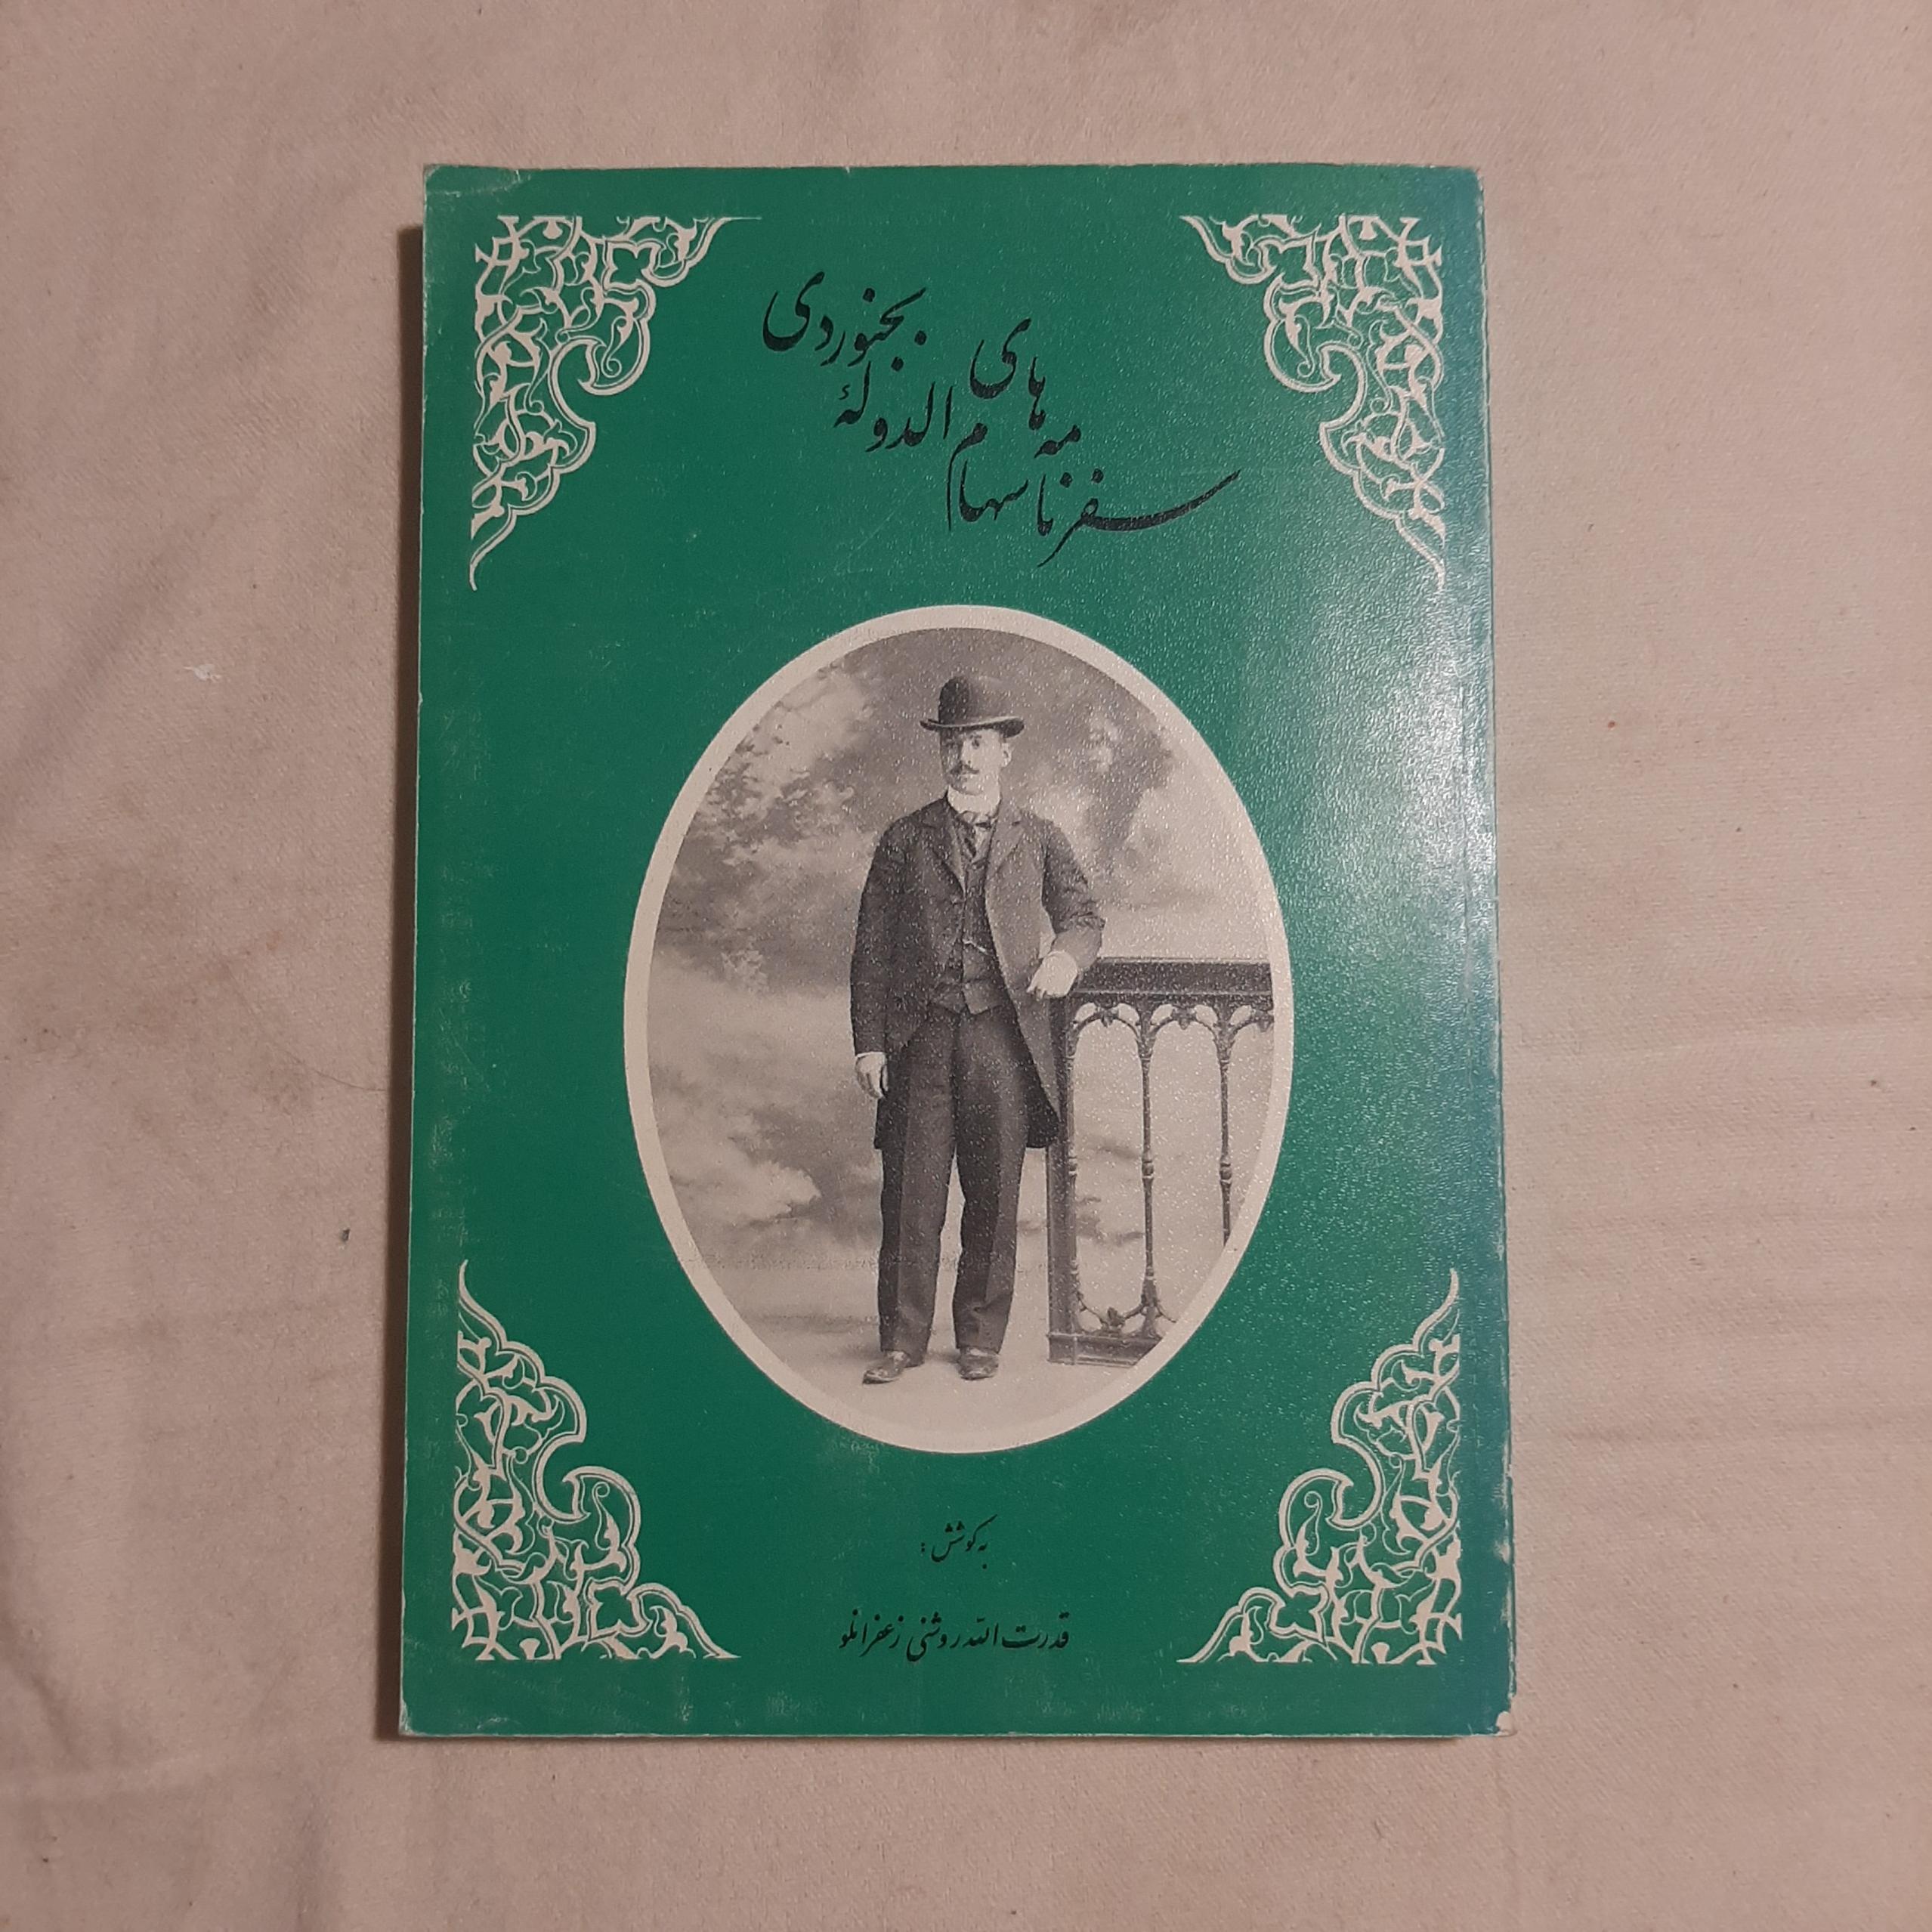 سفرنامه های
سهام الدولهٔ بجنوردی
به کوشش:
قدرت الله روشنی زعفرانلو